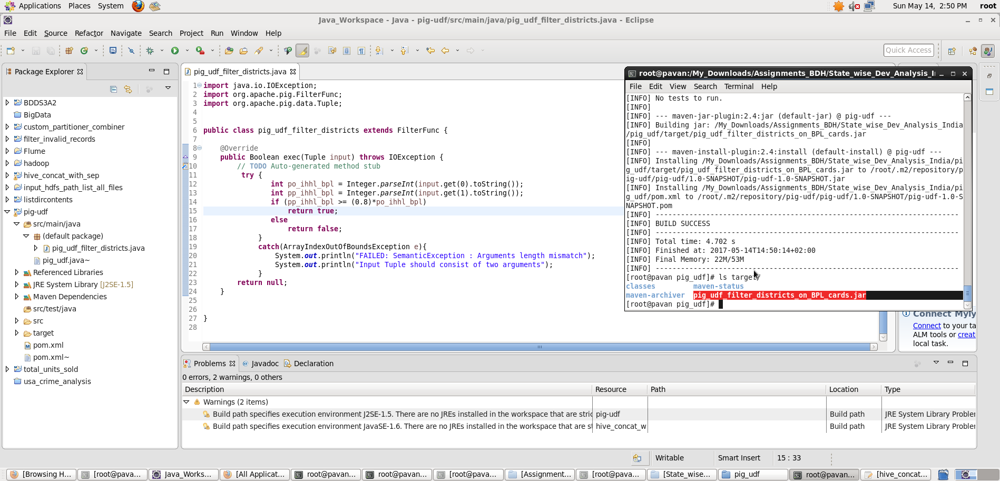 Applications Places System Sun May 14, 2:50 PM root
Java_Workspace - Java - pig-udf/src/main/java/pig_udf_filter_districts.java - Eclipse
File Edit Source Refactor Navigate Search Project Run Window Help
Quick Access
Package Explorer
BDDS3A2
BigData
custom_partitioner_combiner
filter_invalid_records
Flume
hadoop
hive_concat_with_sep
input_hdfs_path_list_all_files
listdircontents
pig-udf
src/main/java
(default package)
pig_udf_filter_districts.java
pig_udf.java~
Referenced Libraries
JRE System Library [J2SE-1.5]
Maven Dependencies
src/test/java
src
target
pom.xml
pom.xml~
total_units_sold
usa_crime_analysis
pig_udf_filter_districts.java
1 import java.io.IOException;
2 import org.apache.pig.FilterFunc;
3 import org.apache.pig.data.Tuple;
4
5
6 public class pig_udf_filter_districts extends FilterFunc {
7
8 @Override
9 public Boolean exec(Tuple input) throws IOException {
10 // TODO Auto-generated method stub
11 try {
12 int po_ihhl_bpl = Integer.parseInt(input.get(0).toString());
13 int pp_ihhl_bpl = Integer.parseInt(input.get(1).toString());
14 if (pp_ihhl_bpl >= (0.8)*po_ihhl_bpl)
15 return true;
16 else
17 return false;
18 }
19 catch(ArrayIndexOutOfBoundsException e){
20 System.out.println("FAILED: SemanticException : Arguments length mismatch");
21 System.out.println("Input Tuple should consist of two arguments");
22 }
23 return null;
24 }
25
26
27 }
28
root@pavan:/My_Downloads/Assignments_BDH/State_wise_Dev_Analysis_I
File Edit View Search Terminal Help
[INFO] No tests to run.
[INFO]
[INFO] --- maven-jar-plugin:2.4:jar (default-jar) @ pig-udf ---
[INFO] Building jar: /My_Downloads/Assignments_BDH/State_wise_Dev_Analysis_India
/pig_udf/target/pig_udf_filter_districts_on_BPL_cards.jar
[INFO]
[INFO] --- maven-install-plugin:2.4:install (default-install) @ pig-udf ---
[INFO] Installing /My_Downloads/Assignments_BDH/State_wise_Dev_Analysis_India/pi
g_udf/target/pig_udf_filter_districts_on_BPL_cards.jar to /root/.m2/repository/p
ig-udf/pig-udf/1.0-SNAPSHOT/pig-udf-1.0-SNAPSHOT.jar
[INFO] Installing /My_Downloads/Assignments_BDH/State_wise_Dev_Analysis_India/pi
g_udf/pom.xml to /root/.m2/repository/pig-udf/pig-udf/1.0-SNAPSHOT/pig-udf-1.0-S
NAPSHOT.pom
[INFO] ------------------------------------------------------------------------
[INFO] BUILD SUCCESS
[INFO] ------------------------------------------------------------------------
[INFO] Total time: 4.702 s
[INFO] Finished at: 2017-05-14T14:50:14+02:00
[INFO] Final Memory: 22M/53M
[INFO] ------------------------------------------------------------------------
[root@pavan pig_udf]# ls target/
classes maven-status
maven-archiver pig_udf_filter_districts_on_BPL_cards.jar
[root@pavan pig_udf]#
Connect Myly
Connect to your ta
ALM tools or creat
local task.
Problems Javadoc Declaration
0 errors, 2 warnings, 0 others
Description Resource Path Location Type
Warnings (2 items)
Build path specifies execution environment J2SE-1.5. There are no JREs installed in the workspace that are stric pig-udf Build path JRE System Library Probler
Build path specifies execution environment JavaSE-1.6. There are no JREs installed in the workspace that are st hive_concat_w Build path JRE System Library Probler
Writable Smart Insert 15 : 33
[Browsing H... [root@pava... Java_Works... [All Applicat... root@pavan... root@pavan... [root@pava... [Assignment... [root@pava... [State_wise... pig_udf root@pavan... [hive_concat...